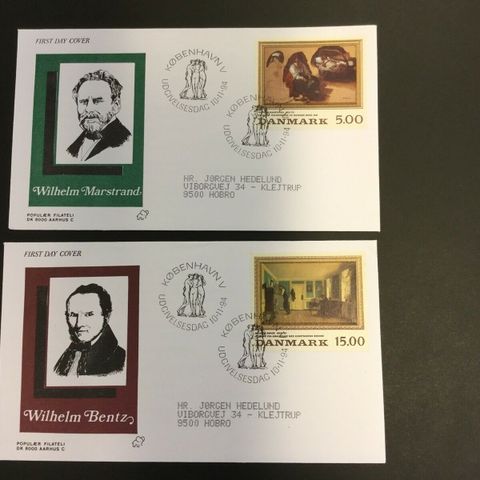 FIRST DAY COVER
Wilhelm Marstrand
POPULÆR FILATELI
DK 8000 AARHUS C
KØBENHAVN V
UDGIVELSESDAG 10-11-94
KØBENHAVN V
UDGIVELSESDAG 10-11-94
DANMARK 5.00
HR. JØRGEN HEDELUND
VIBORGVEJ 34 - KLEJTRUP
9500 HOBRO
FIRST DAY COVER
Wilhelm Bentz
POPULÆR FILATELI
DK 8000 AARHUS C
KØBENHAVN V
UDGIVELSESDAG 10-11-94
KØBENHAVN V
UDGIVELSESDAG 10-11-94
DANMARK 15.00
HR. JØRGEN HEDELUND
VIBORGVEJ 34 - KLEJTRUP
9500 HOBRO